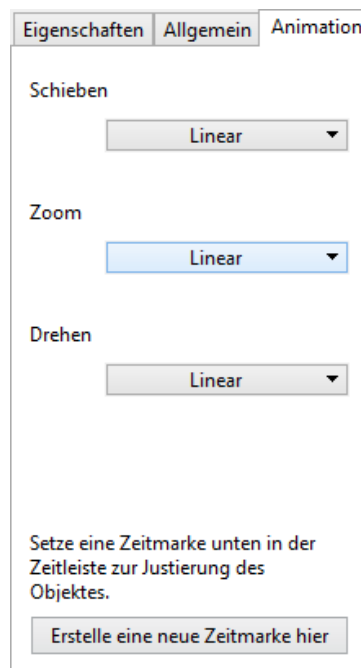 Eigenschaften Allgemein Animation
Schieben
Linear
Zoom
Linear
Drehen
Linear
Setze eine Zeitmarke unten in der
Zeitleiste zur Justierung des
Objektes.
Erstelle eine neue Zeitmarke hier